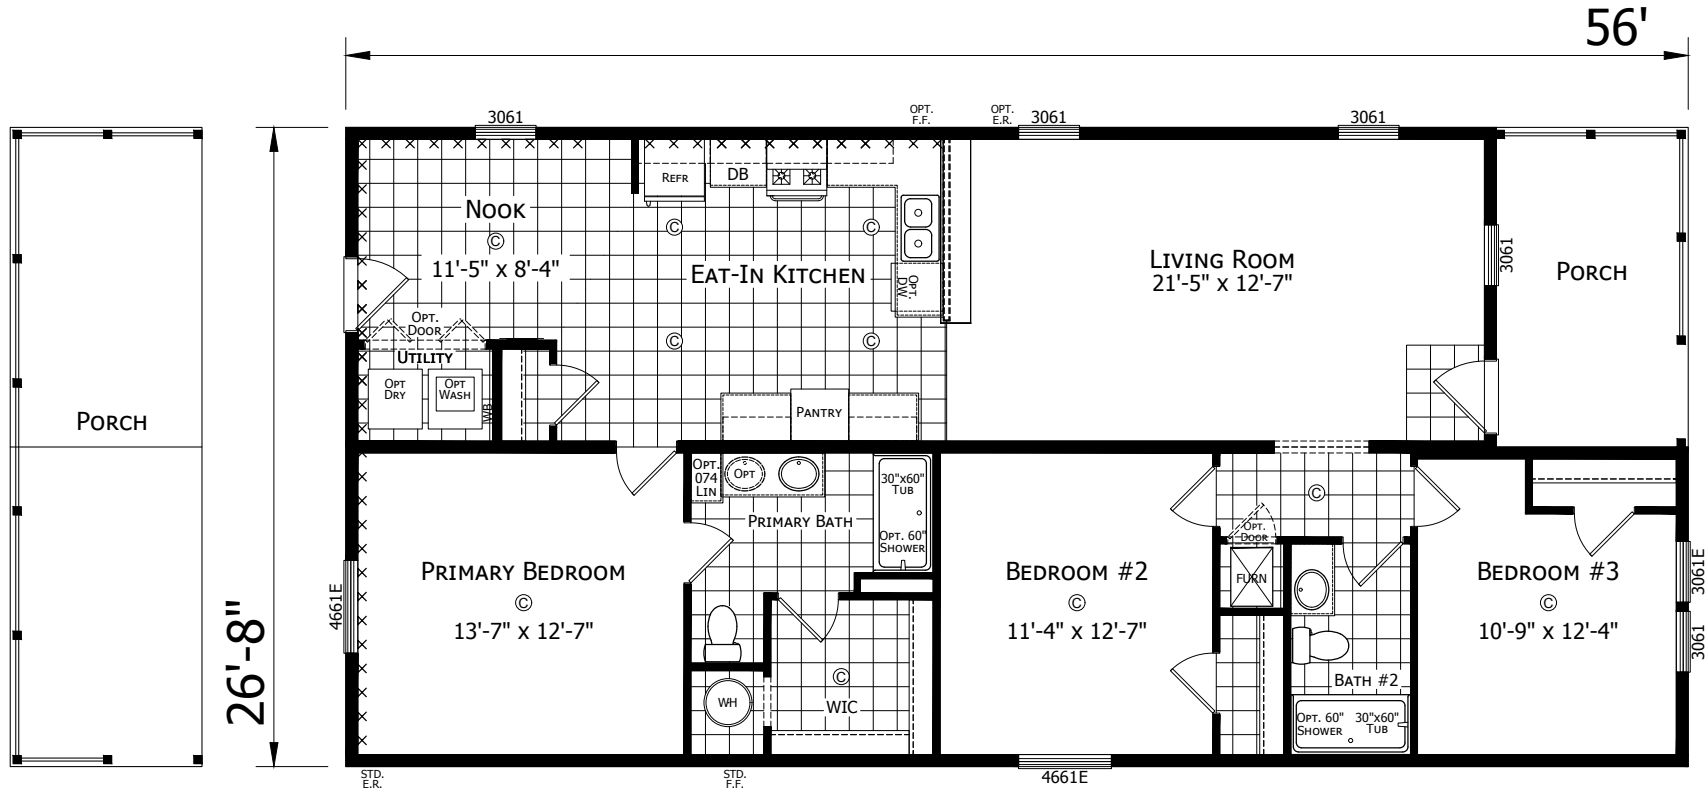 56'
OPT.
F.F.
OPT.
E.R.
3061
3061
3061
REFR
DB
NOOK
©
11'-5" x 8'-4"
©
©
EAT-IN KITCHEN
OPT.
DW
LIVING ROOM
21'-5" x 12'-7"
3061
PORCH
OPT.
DOOR
UTILITY
OPT
DRY
OPT
WASH
WB
©
©
PANTRY
PORCH
26'-8"
OPT.
074
LIN
OPT
30"x60"
TUB
PRIMARY BATH
OPT. 60"
SHOWER
©
OPT.
DOOR
FURN
PRIMARY BEDROOM
©
13'-7" x 12'-7"
4661E
BEDROOM #2
©
11'-4" x 12'-7"
BEDROOM #3
©
10'-9" x 12'-4"
3061E
3061
WH
©
WIC
BATH #2
OPT. 60"
SHOWER
30"x60"
TUB
STD.
E.R.
STD.
F.F.
4661E